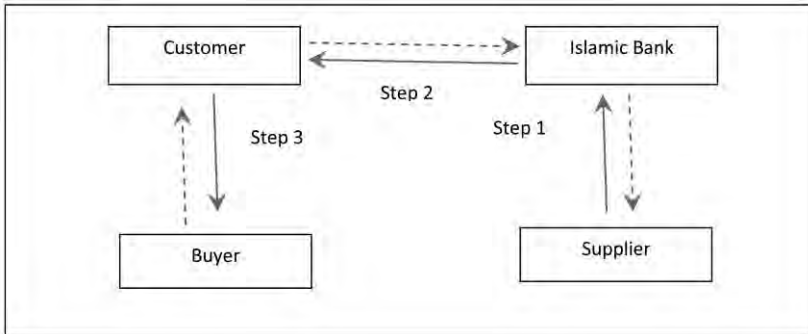 Customer
Islamic Bank
Step 2
Step 3
Step 1
Buyer
Supplier